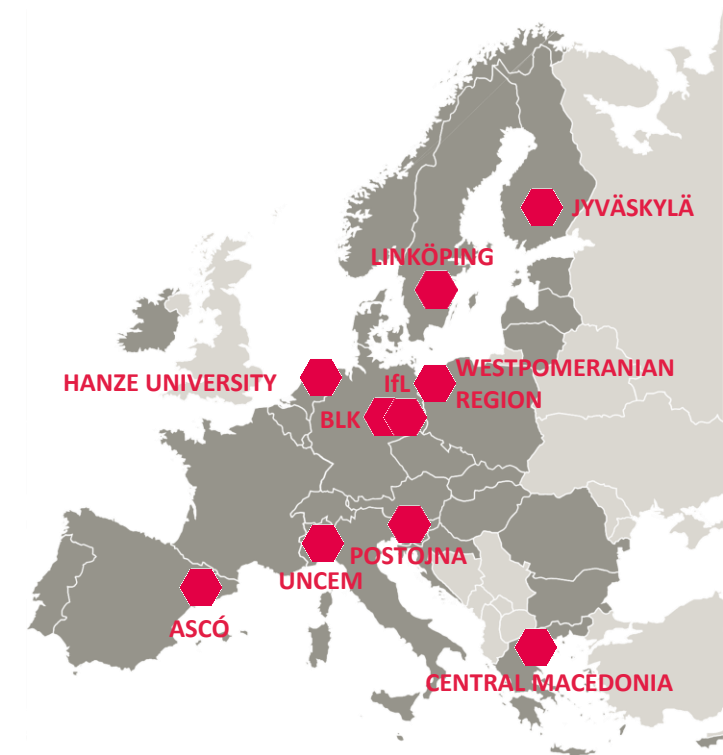 JYVÄSKYLÄ
LINKÖPING
HANZE UNIVERSITY
IfL
WESTPOMERANIAN
REGION
BLK
POSTOJNA
UNCEM
ASCÓ
CENTRAL MACEDONIA